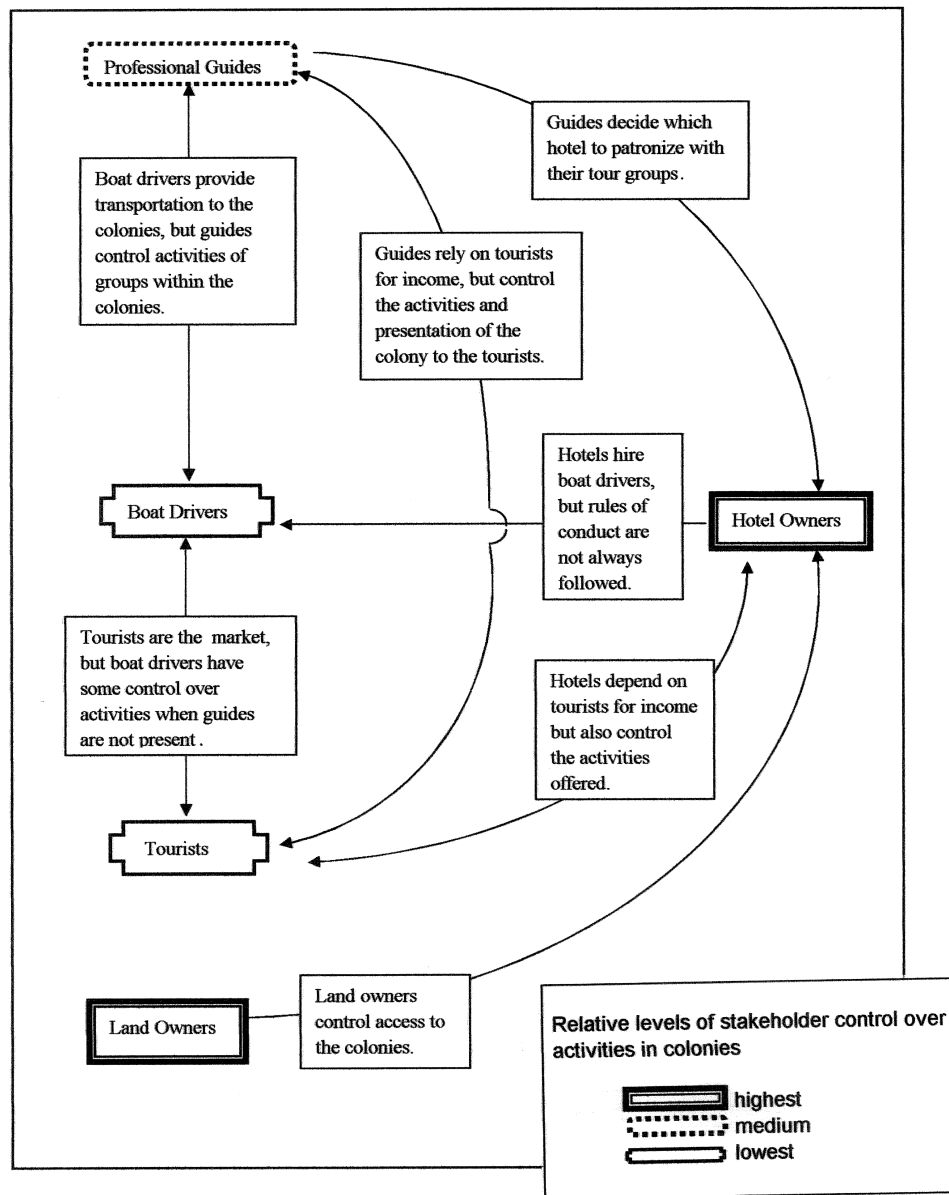 Professional Guides
Guides decide which
hotel to patronize with
their tour groups.
Boat drivers provide
transportation to the
colonies, but guides
control activities of
groups within the
colonies.
Guides rely on tourists
for income, but control
the activities and
presentation of the
colony to the tourists.
Hotels hire
boat drivers,
but rules of
conduct are
not always
followed.
Boat Drivers
Hotel Owners
Tourists are the market,
but boat drivers have
some control over
activities when guides
are not present.
Hotels depend on
tourists for income
but also control
the activities
offered.
Tourists
Land Owners
Land owners
control access to
the colonies.
Relative levels of stakeholder control over
activities in colonies
highest
medium
lowest